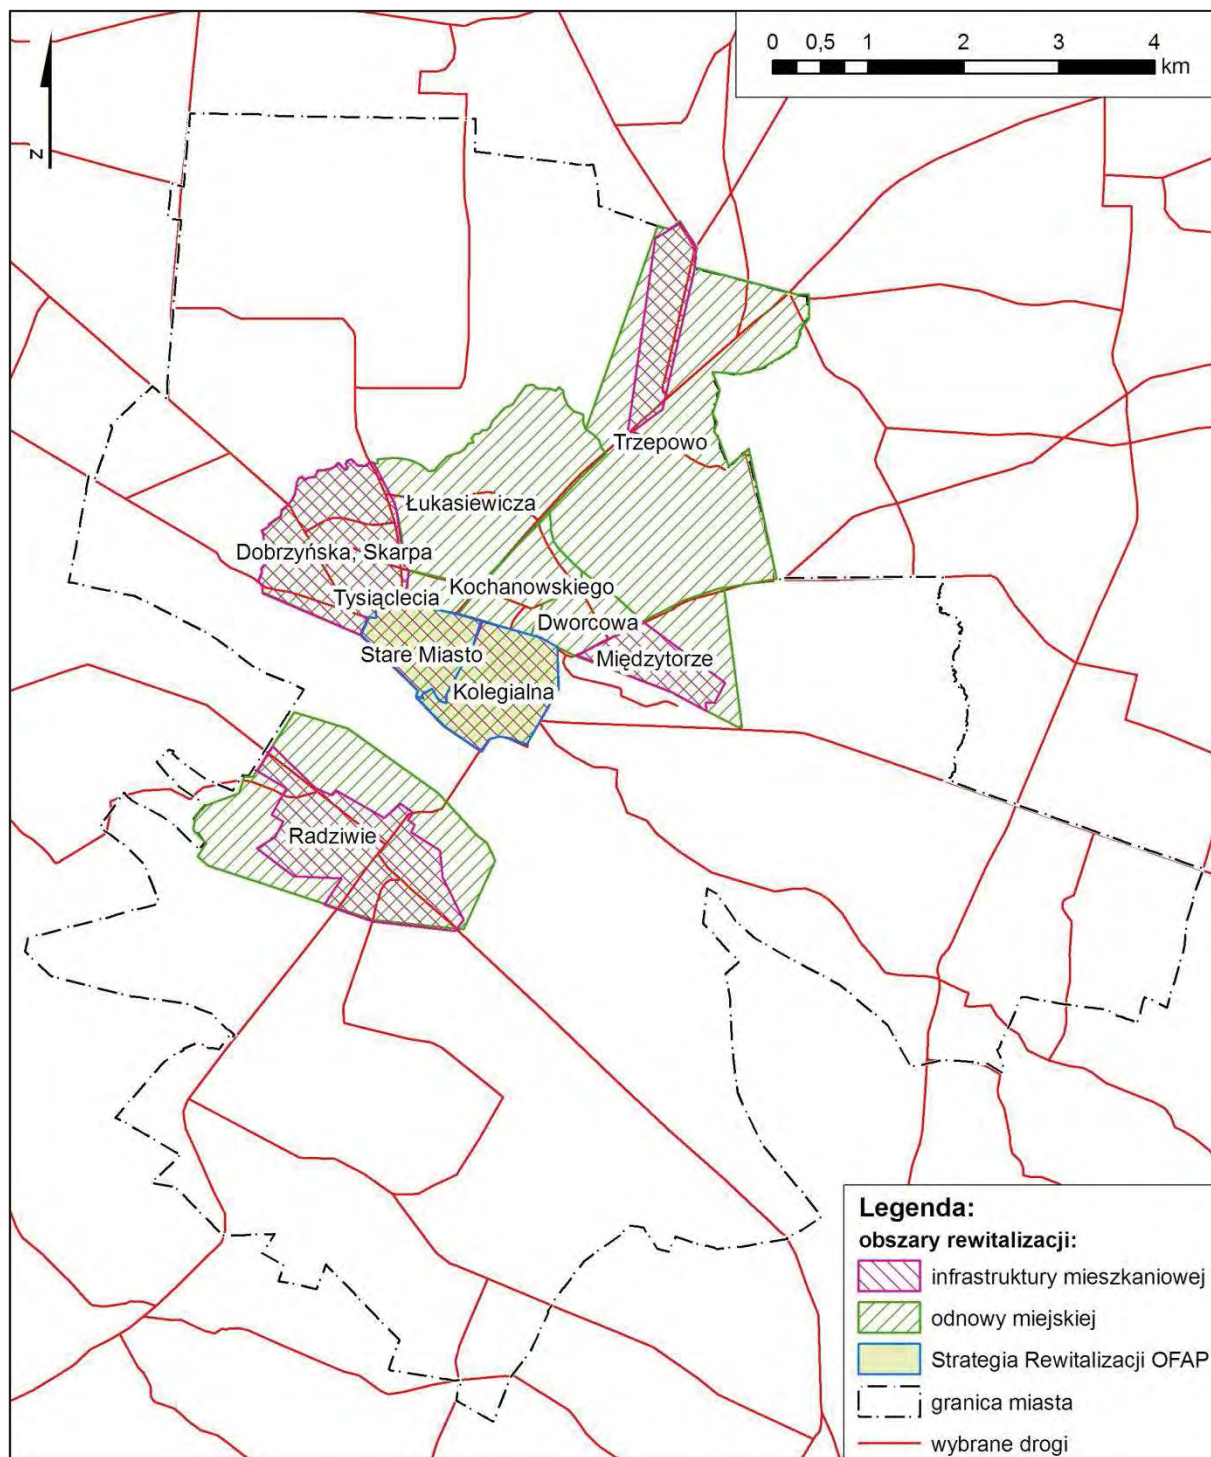 0 0,5 1 2 3 4
km
z
Trzepowo
Łukasiewicza
Dobrzyńska, Skarpa
Kochanowskiego
Tysiąclecia
Dworcowa
Stare Miasto
Międzytorze
Kolegialna
Radziwie
Legenda:
obszary rewitalizacji:
infrastruktury mieszkaniowej
odnowy miejskiej
Strategia Rewitalizacji OFAP
granica miasta
wybrane drogi